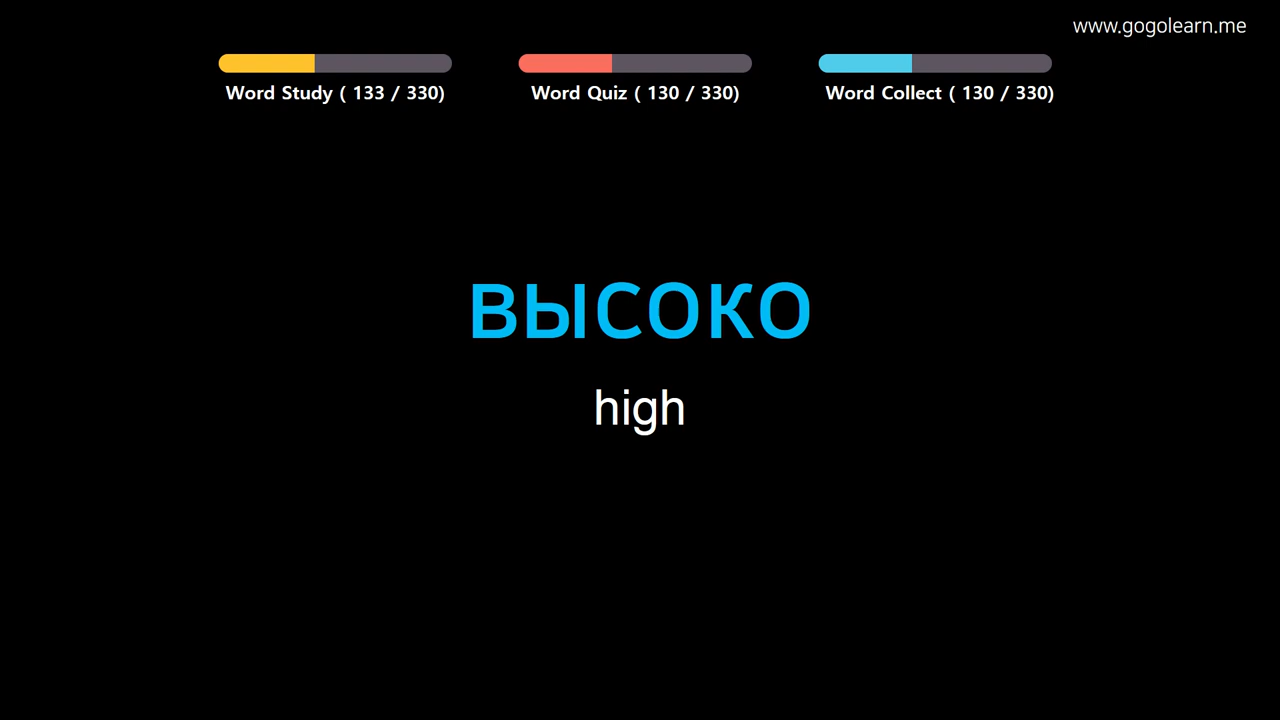 www.gogolearn.me
Word Study ( 133 / 330)
Word Quiz ( 130 / 330)
Word Collect ( 130 / 330)
высоко
high